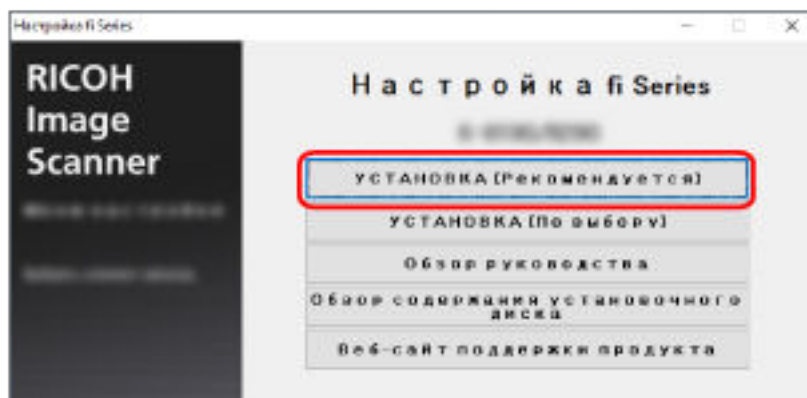 Настройка fi Series
RICOH
Image
Scanner
Настройка fi Series
УСТАНОВКА (Рекомендуется)
УСТАНОВКА (По выбору)
Обзор руководства
Обзор содержания установочного
диска
Веб-сайт поддержки продукта